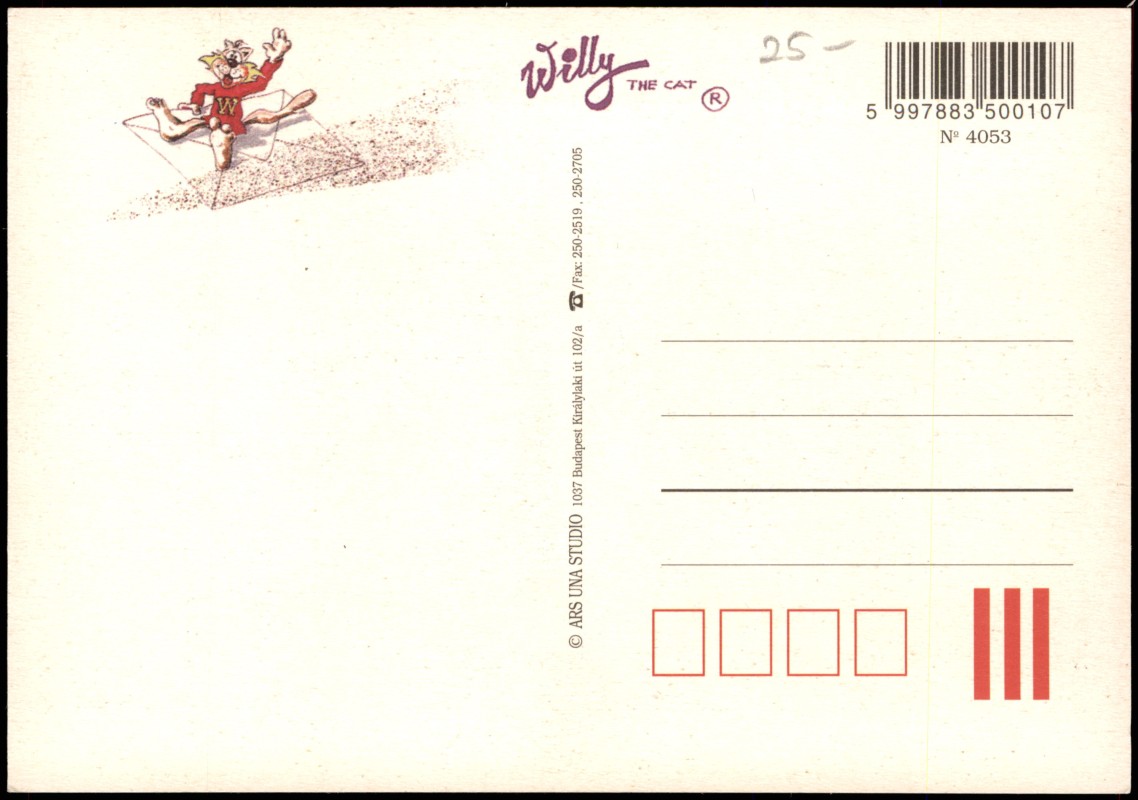 W
Willy THE CAT ®
25 -
5 997883 500107
Nº 4053
© ARS UNA STUDIO 1037 Budapest Királylaki út 102/a ☎/Fax: 250-2519 , 250-2705